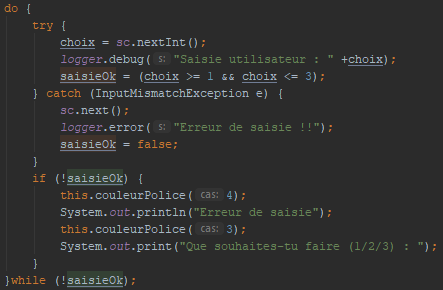 do {
try {
choix = sc.nextInt();
logger.debug( s: "Saisie utilisateur : " +choix);
saisieOk = (choix >= 1 && choix <= 3);
} catch (InputMismatchException e) {
sc.next();
logger.error( s: "Erreur de saisie !!");
saisieOk = false;
}
if (!saisieOk) {
this.couleurPolice( cas: 4);
System.out.println("Erreur de saisie");
this.couleurPolice( cas: 3);
System.out.print("Que souhaites-tu faire (1/2/3) : ");
}
}while (!saisieOk);